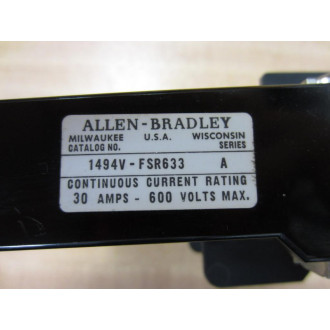 ALLEN-BRADLEY
MILWAUKEE U.S.A. WISCONSIN
CATALOG NO. SERIES
1494V-FSR633 A
CONTINUOUS CURRENT RATING
30 AMPS - 600 VOLTS MAX.